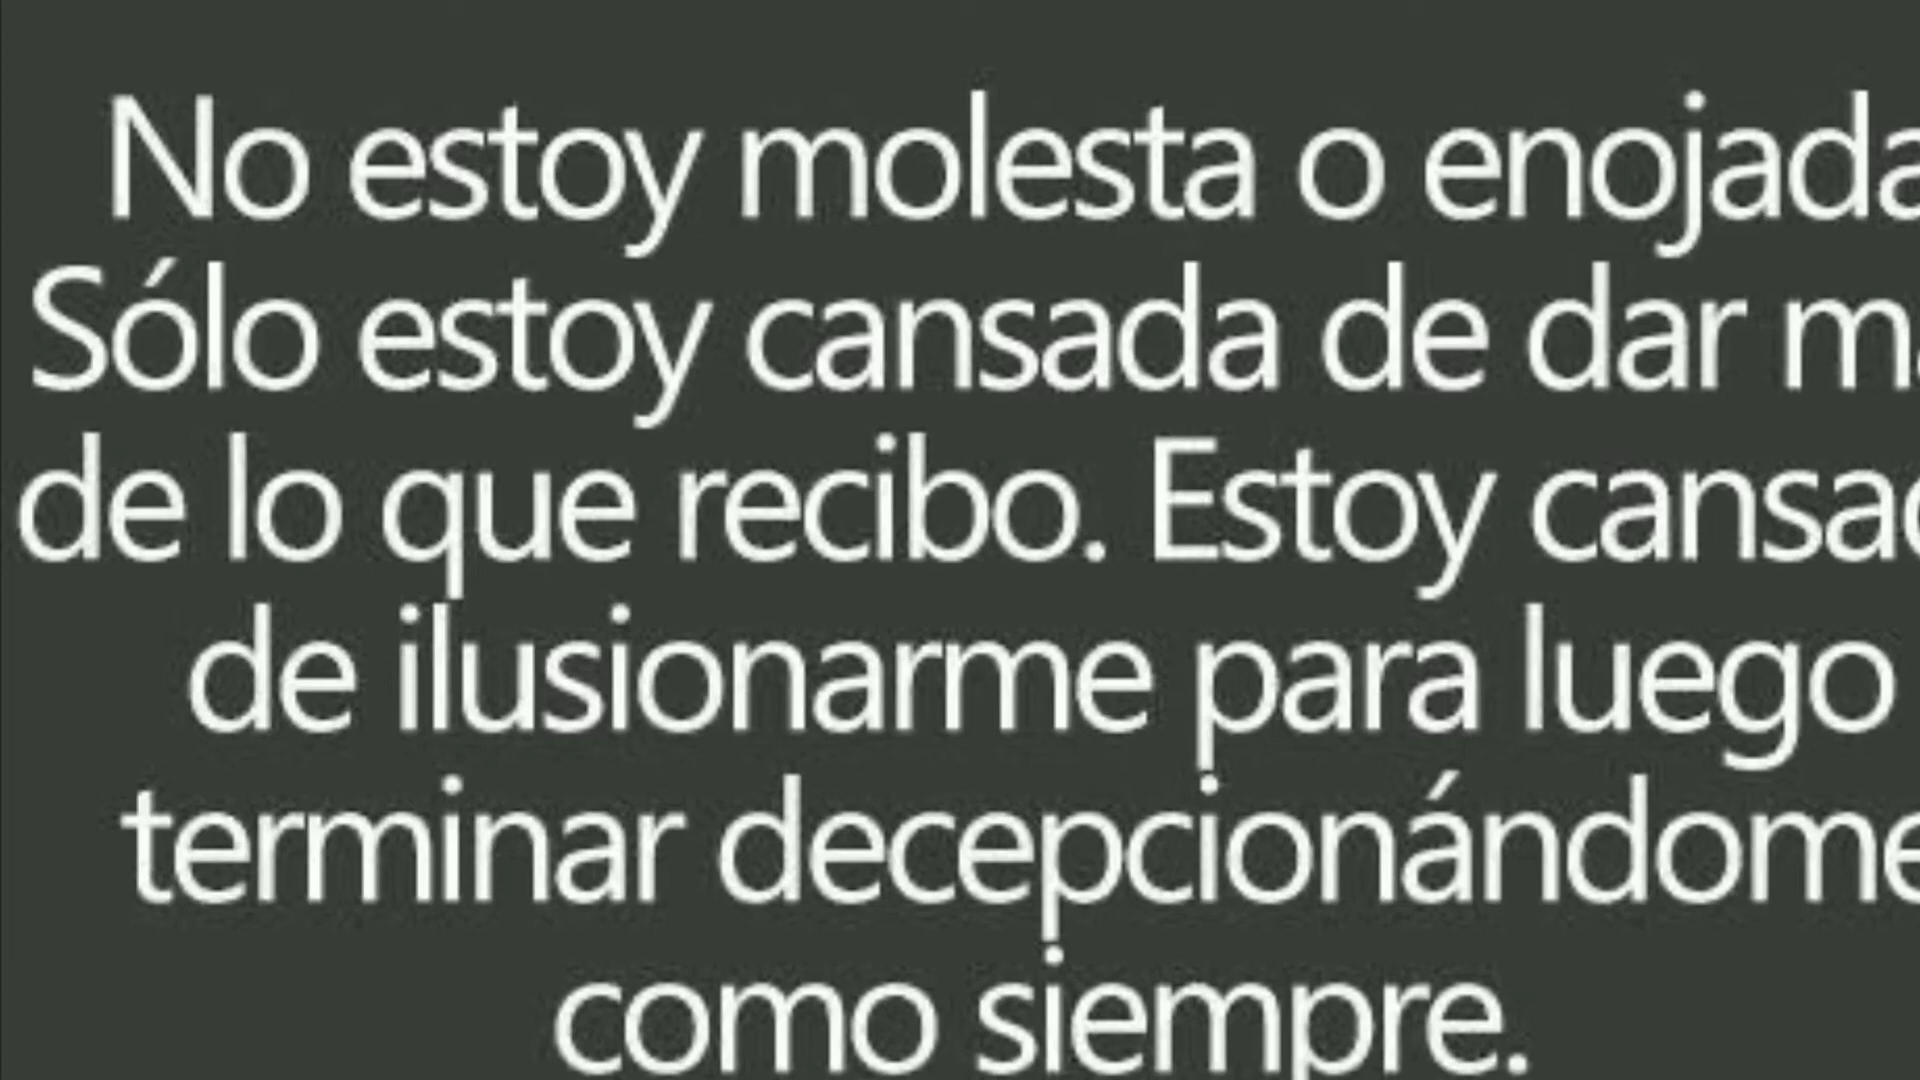 No estoy molesta o enojada
Sólo estoy cansada de dar
de lo que recibo. Estoy
de ilusionarme para luego
terminar decepcionándome
como siempre.